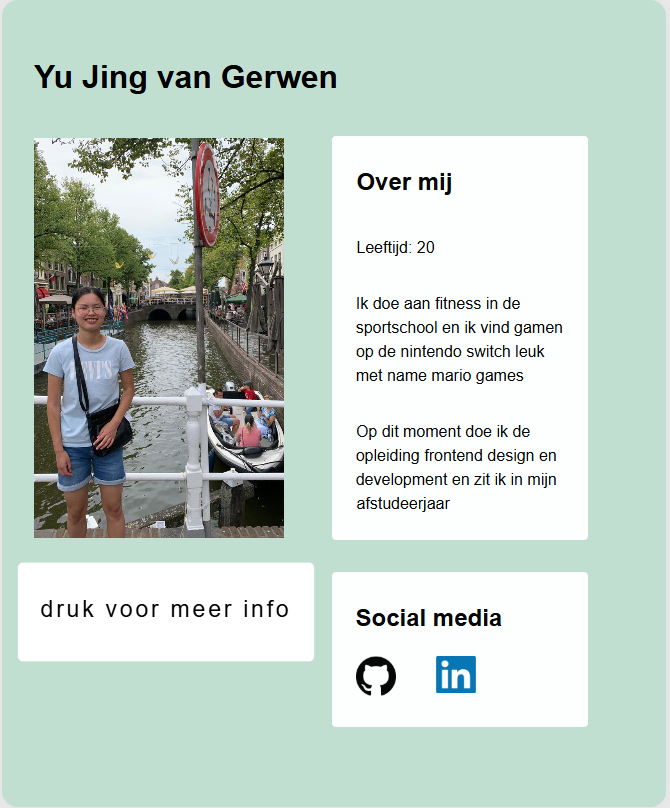 Yu Jing van Gerwen
Over mij
Leeftijd: 20
Ik doe aan fitness in de
sportschool en ik vind gamen
op de nintendo switch leuk
met name mario games
Op dit moment doe ik de
opleiding frontend design en
development en zit ik in mijn
afstudeerjaar
druk voor meer info
Social media
in